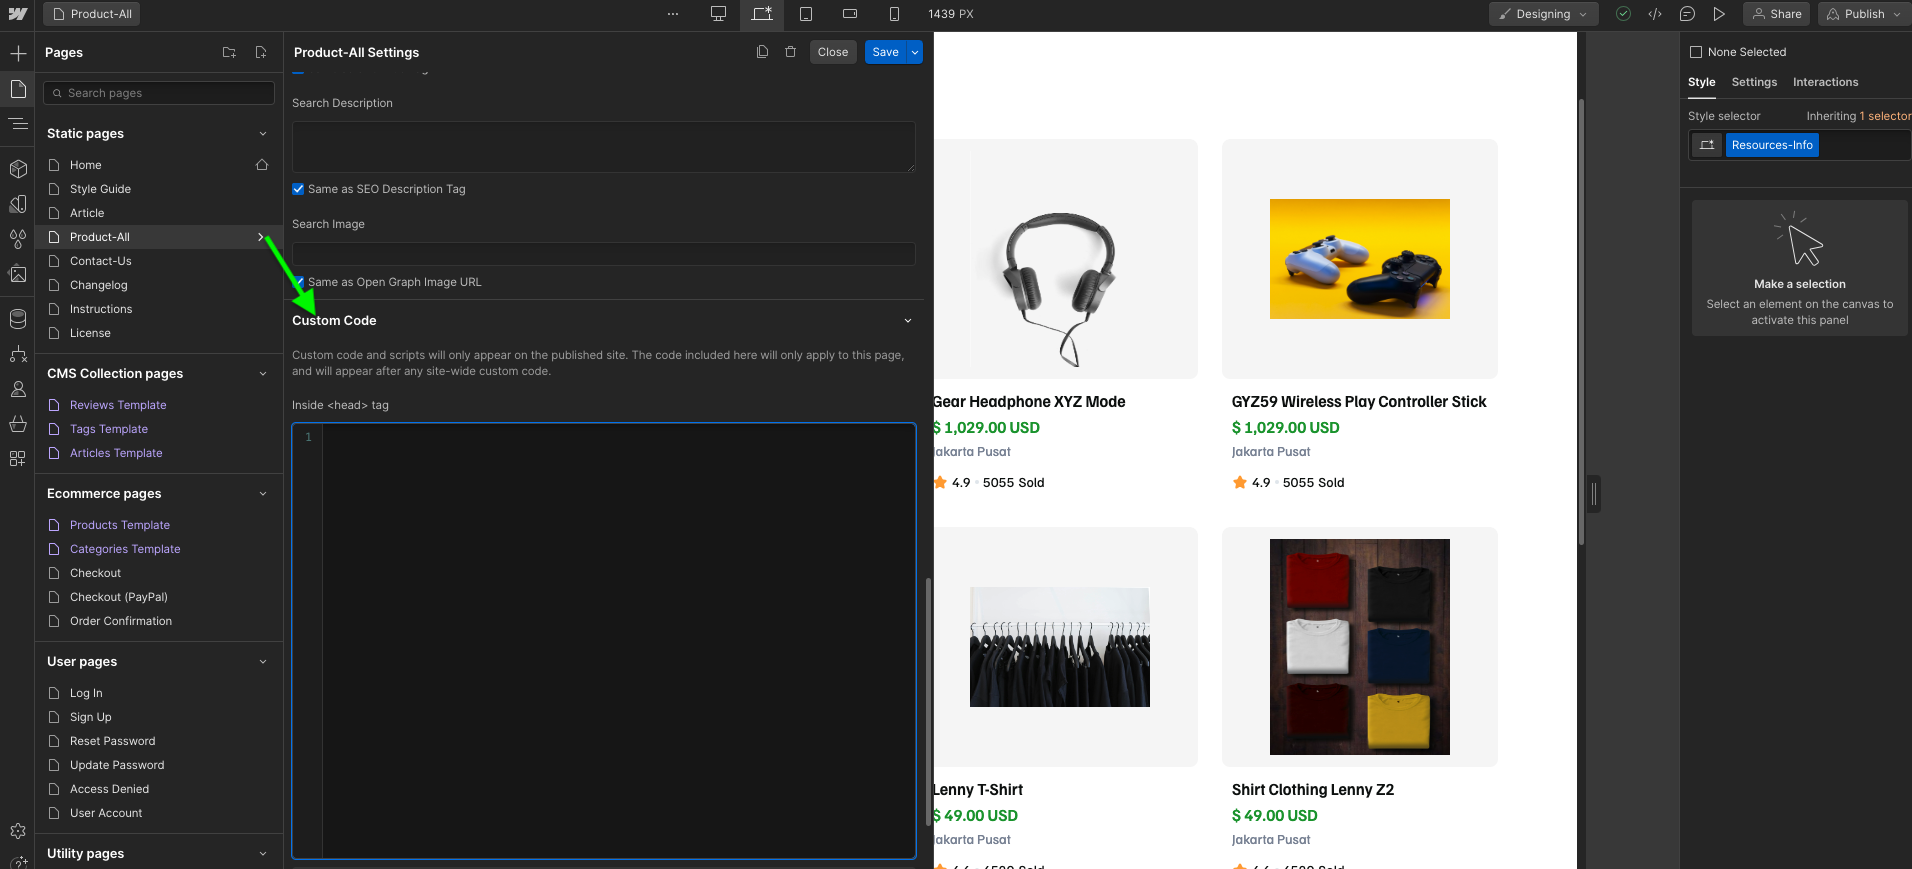 Product-All
1439 PX
Designing
Share
Publish
Pages
Search pages
Static pages
Home
Style Guide
Article
Product-All
Contact-Us
Changelog
Instructions
License
CMS Collection pages
Reviews Template
Tags Template
Articles Template
Ecommerce pages
Products Template
Categories Template
Checkout
Checkout (PayPal)
Order Confirmation
User pages
Log In
Sign Up
Reset Password
Update Password
Access Denied
User Account
Utility pages
Product-All Settings
Close
Save
Search Description
Same as SEO Description Tag
Search Image
Same as Open Graph Image URL
Custom Code
Custom code and scripts will only appear on the published site. The code included here will only apply to this page,
and will appear after any site-wide custom code.
Inside <head> tag
1
Gear Headphone XYZ Mode
$ 1,029.00 USD
Jakarta Pusat
4.9 5055 Sold
GYZ59 Wireless Play Controller Stick
$ 1,029.00 USD
Jakarta Pusat
4.9 5055 Sold
Lenny T-Shirt
$ 49.00 USD
Jakarta Pusat
Shirt Clothing Lenny Z2
$ 49.00 USD
Jakarta Pusat
None Selected
Style Settings Interactions
Style selector
Inheriting 1 selector
Resources-Info
Make a selection
Select an element on the canvas to
activate this panel